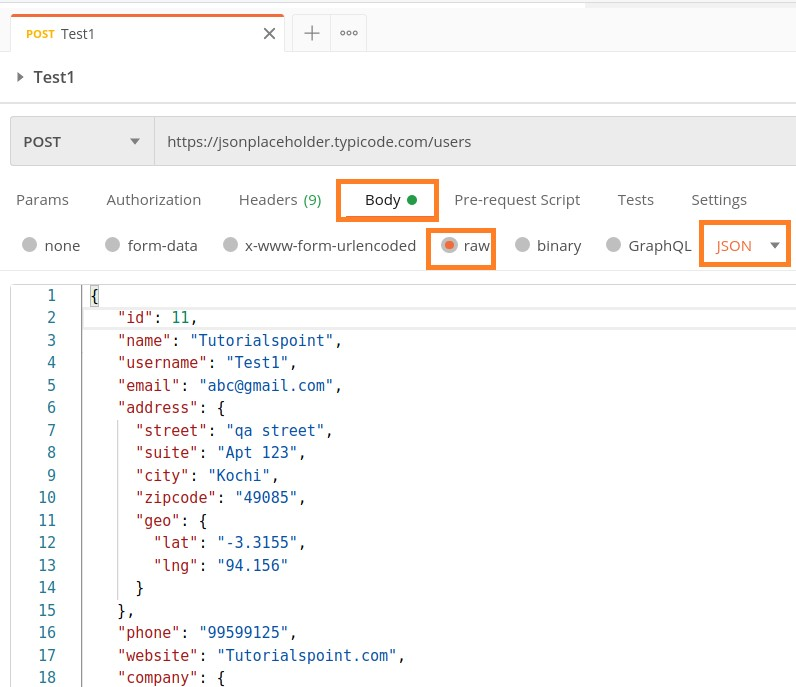 POST Test1
Test1
POST https://jsonplaceholder.typicode.com/users
Params Authorization Headers (9) Body Pre-request Script Tests Settings
none form-data x-www-form-urlencoded raw binary GraphQL JSON
1 {
2 "id": 11,
3 "name": "Tutorialspoint",
4 "username": "Test1",
5 "email": "abc@gmail.com",
6 "address": {
7 "street": "qa street",
8 "suite": "Apt 123",
9 "city": "Kochi",
10 "zipcode": "49085",
11 "geo": {
12 "lat": "-3.3155",
13 "lng": "94.156"
14 }
15 },
16 "phone": "99599125",
17 "website": "Tutorialspoint.com",
18 "company": {